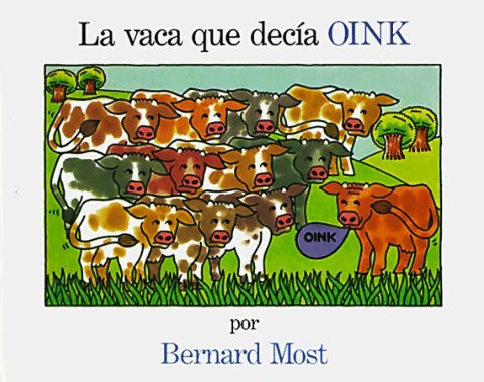 La vaca que decía OINK
OINK
por
Bernard Most